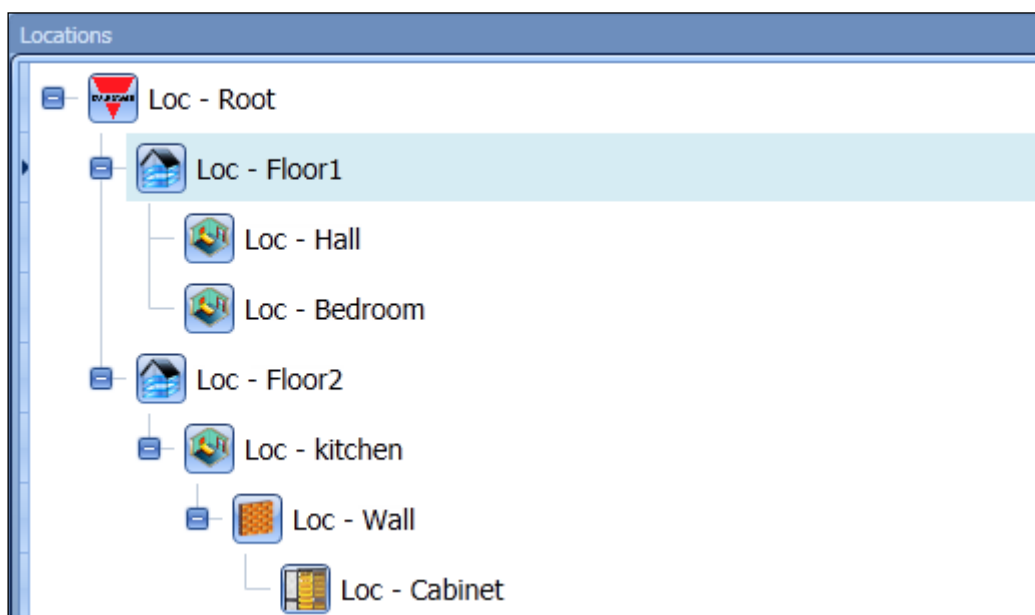 Locations
Loc - Root
Loc - Floor1
Loc - Hall
Loc - Bedroom
Loc - Floor2
Loc - kitchen
Loc - Wall
Loc - Cabinet